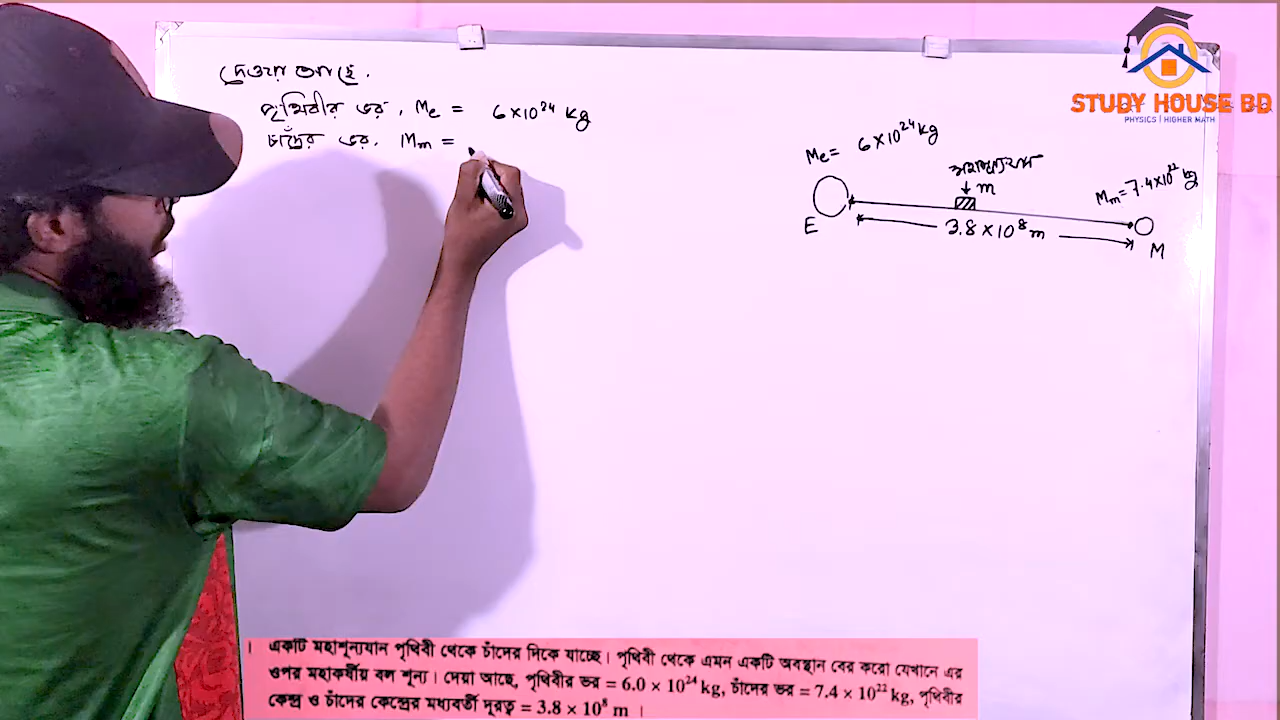 দেওয়া আছে,
পৃথিবীর ভর, Me = 6×10²⁴ kg
চাঁদের ভর, Mm =
Me = 6×10²⁴ kg
মহাশূন্যযান
m
Mm = 7.4×10²² kg
E
3.8×10⁸ m
M
STUDY HOUSE BD
PHYSICS | HIGHER MATH
। একটি মহাশূন্যযান পৃথিবী থেকে চাঁদের দিকে যাচ্ছে। পৃথিবী থেকে এমন একটি অবস্থান বের করো যেখানে এর
ওপর মহাকর্ষীয় বল শূন্য। দেয়া আছে, পৃথিবীর ভর = 6.0 × 10²⁴ kg, চাঁদের ভর = 7.4 × 10²² kg, পৃথিবীর
কেন্দ্র ও চাঁদের কেন্দ্রের মধ্যবর্তী দূরত্ব = 3.8 × 10⁸ m ।